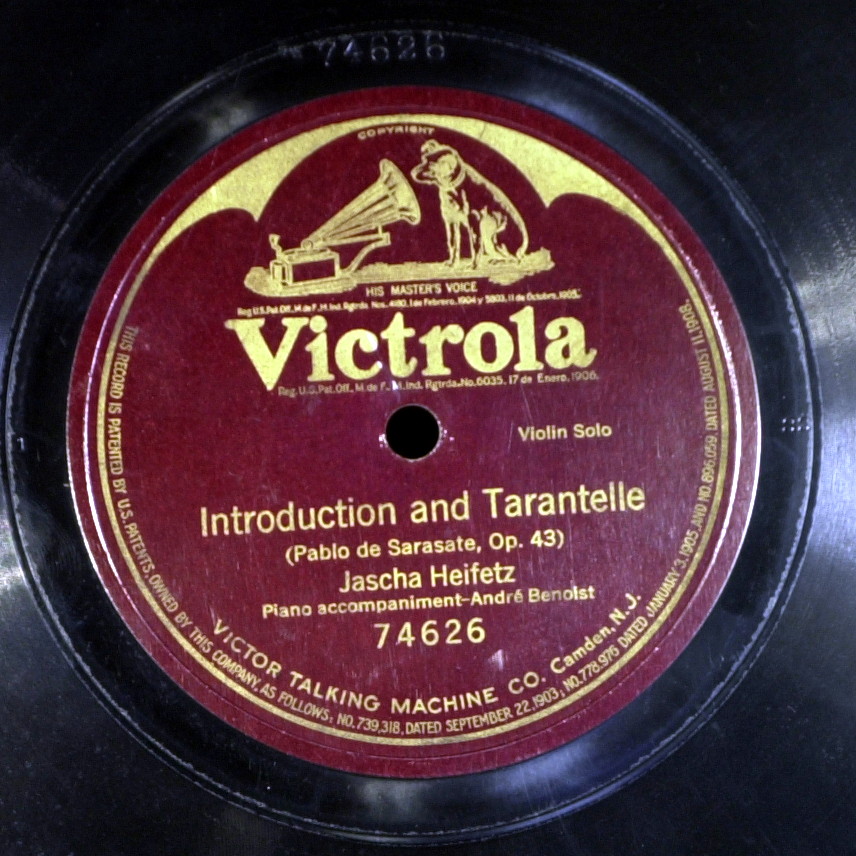 74626
COPYRIGHT
HIS MASTER'S VOICE
Reg. U.S. Pat. Off., M. de F., M. Ind. Rgtrda. Nos. 4180, 1 de Febrero, 1904 y 5803, 11 de Octubre, 1905.
Victrola
Reg. U.S. Pat. Off., M. de F., M. Ind. Rgtrda. No. 6035. 17 de Enero, 1906.
Violin Solo
Introduction and Tarantelle
(Pablo de Sarasate, Op. 43)
Jascha Heifetz
Piano accompaniment-André Benoist
74626
VICTOR TALKING MACHINE CO. Camden, N.J.
THIS RECORD IS PATENTED BY U.S. PATENTS, OWNED BY THIS COMPANY, AS FOLLOWS: NO. 739,318, DATED SEPTEMBER 22, 1903; NO. 778,976 DATED JANUARY 3, 1905, AND NO. 896,059, DATED AUGUST 11, 1908.